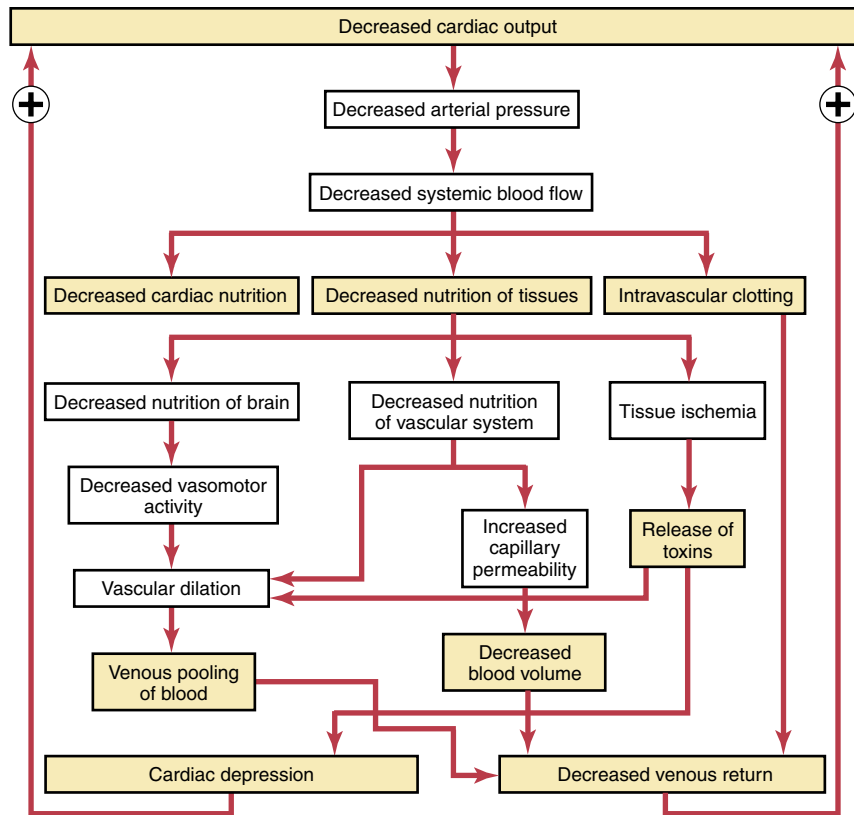 Decreased cardiac output
+
+
Decreased arterial pressure
Decreased systemic blood flow
Decreased cardiac nutrition
Decreased nutrition of tissues
Intravascular clotting
Decreased nutrition of brain
Decreased nutrition
of vascular system
Tissue ischemia
Decreased vasomotor
activity
Increased
capillary
permeability
Release of
toxins
Vascular dilation
Venous pooling
of blood
Decreased
blood volume
Cardiac depression
Decreased venous return